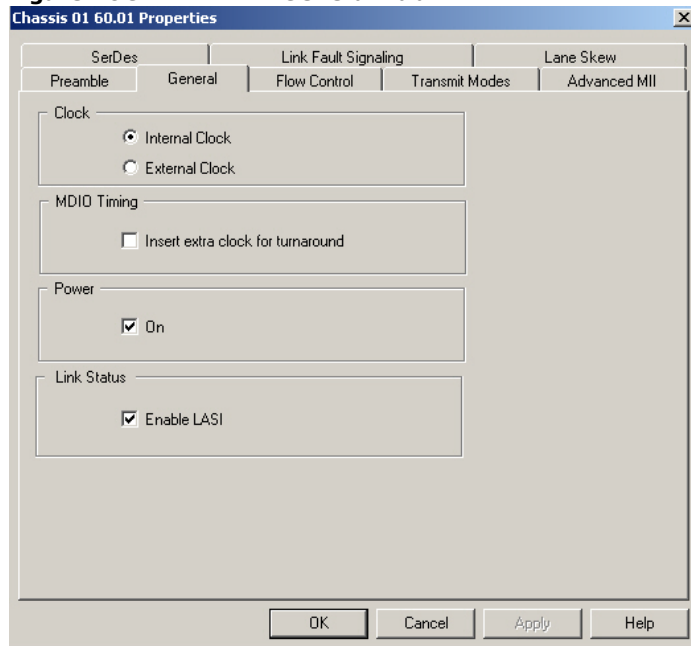 Chassis 01 60.01 Properties
SerDes Link Fault Signaling Lane Skew
Preamble General Flow Control Transmit Modes Advanced MII
Clock
Internal Clock
External Clock
MDIO Timing
Insert extra clock for turnaround
Power
On
Link Status
Enable LASI
OK Cancel Apply Help